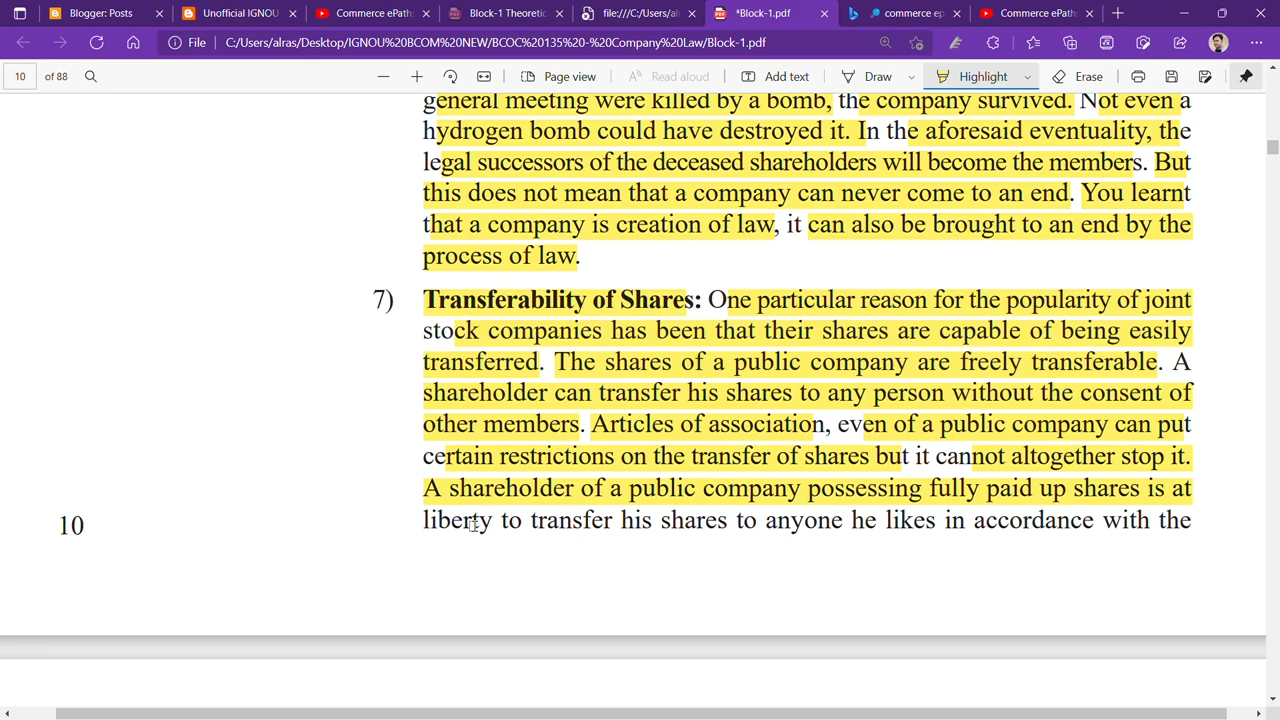 Blogger: Posts
Unofficial IGNOU
Commerce ePath
Block-1 Theoretic
file:///C:/Users/al
*Block-1.pdf
commerce ep
Commerce ePath
File C:/Users/alras/Desktop/IGNOU%20BCOM%20NEW/BCOC%20135%20-%20Company%20Law/Block-1.pdf
10 of 88 Page view Read aloud Add text Draw Highlight Erase
general meeting were killed by a bomb, the company survived. Not even a
hydrogen bomb could have destroyed it. In the aforesaid eventuality, the
legal successors of the deceased shareholders will become the members. But
this does not mean that a company can never come to an end. You learnt
that a company is creation of law, it can also be brought to an end by the
process of law.
7) Transferability of Shares: One particular reason for the popularity of joint
stock companies has been that their shares are capable of being easily
transferred. The shares of a public company are freely transferable. A
shareholder can transfer his shares to any person without the consent of
other members. Articles of association, even of a public company can put
certain restrictions on the transfer of shares but it cannot altogether stop it.
A shareholder of a public company possessing fully paid up shares is at
liberty to transfer his shares to anyone he likes in accordance with the
10